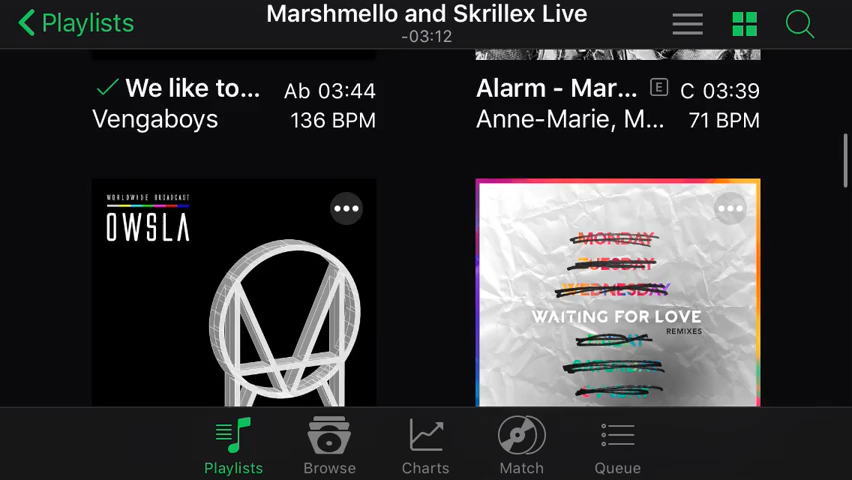 Playlists
Marshmello and Skrillex Live
-03:12
We like to... Ab 03:44
Vengaboys 136 BPM
Alarm - Mar... E C 03:39
Anne-Marie, M... 71 BPM
WORLDWIDE BROADCAST
OWSLA
MONDAY
TUESDAY
WEDNESDAY
WAITING FOR LOVE
REMIXES
Playlists
Browse
Charts
Match
Queue